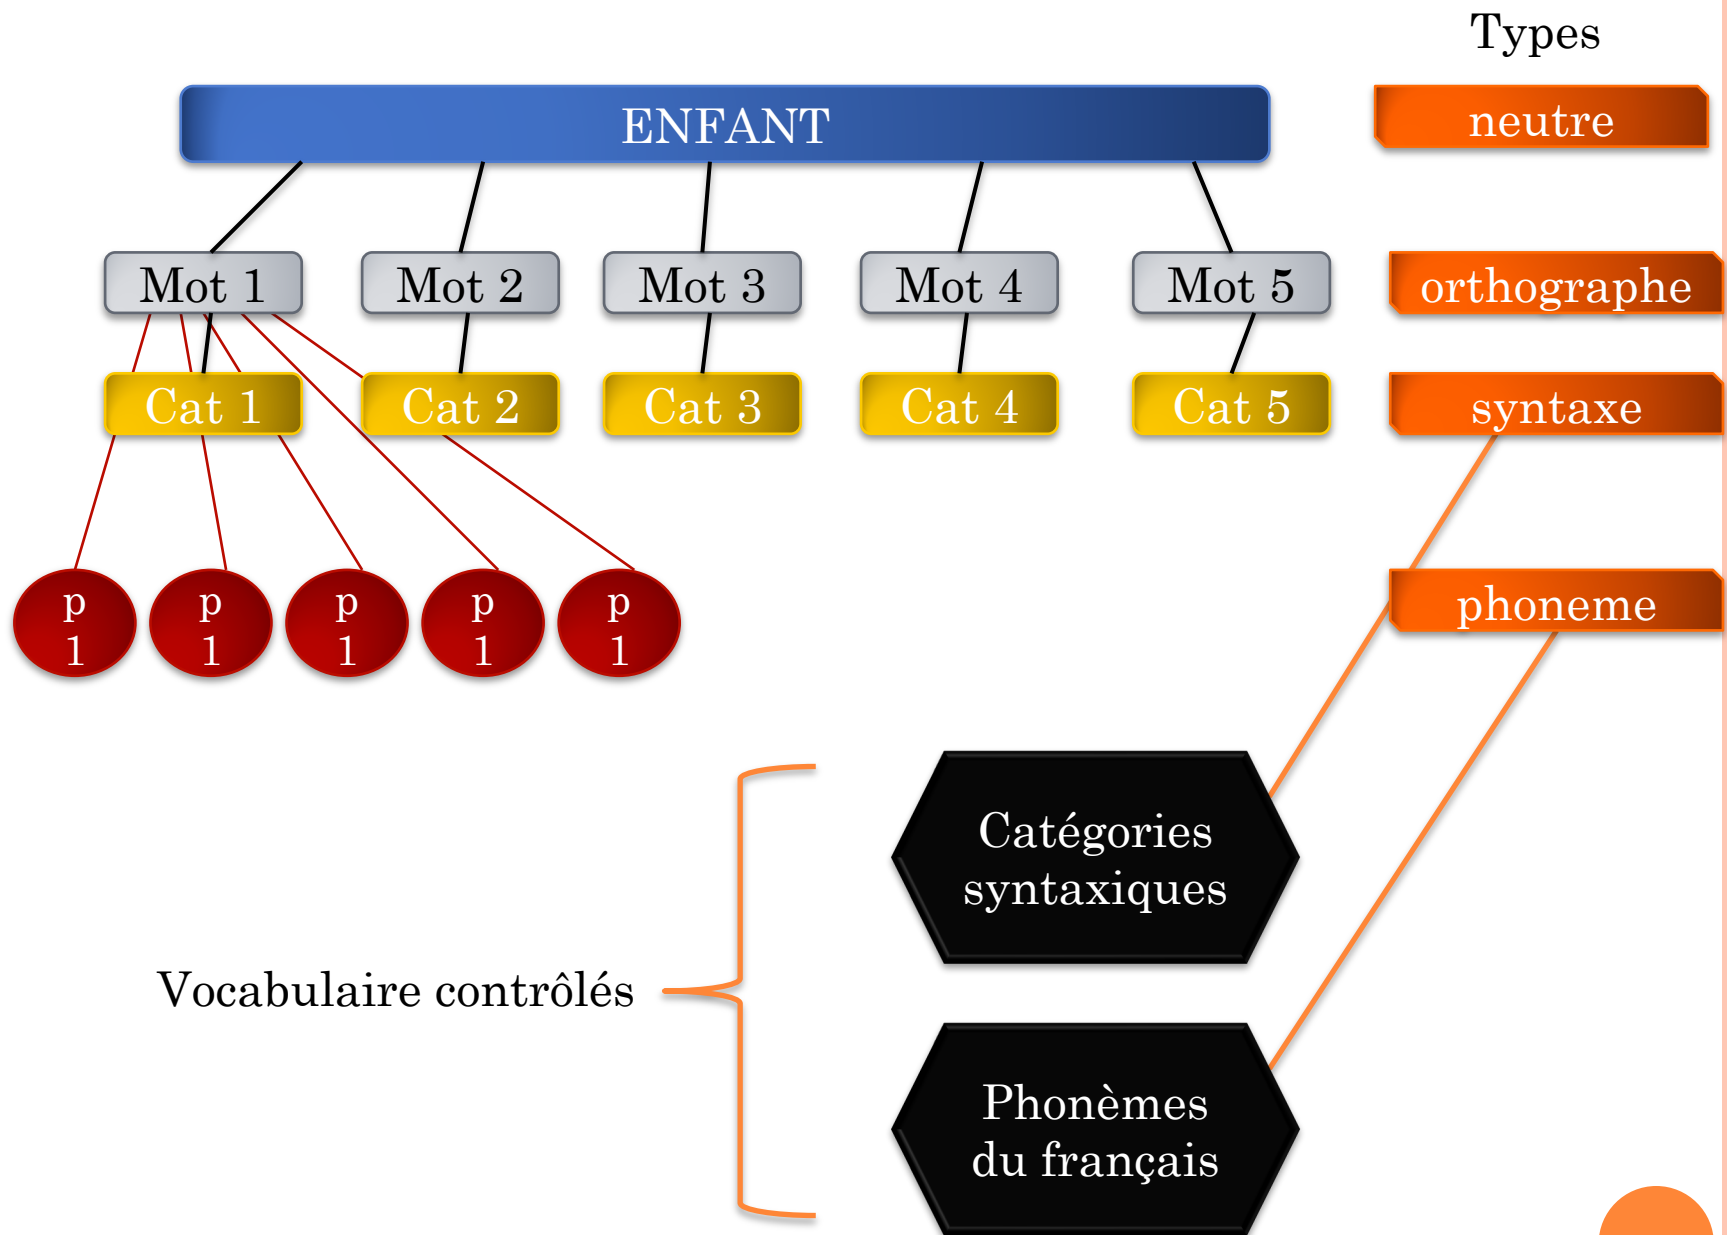 Types
ENFANT
neutre
Mot 1
Mot 2
Mot 3
Mot 4
Mot 5
orthographe
Cat 1
Cat 2
Cat 3
Cat 4
Cat 5
syntaxe
p
1
p
1
p
1
p
1
p
1
phoneme
Catégories
syntaxiques
Vocabulaire contrôlés
Phonèmes
du français